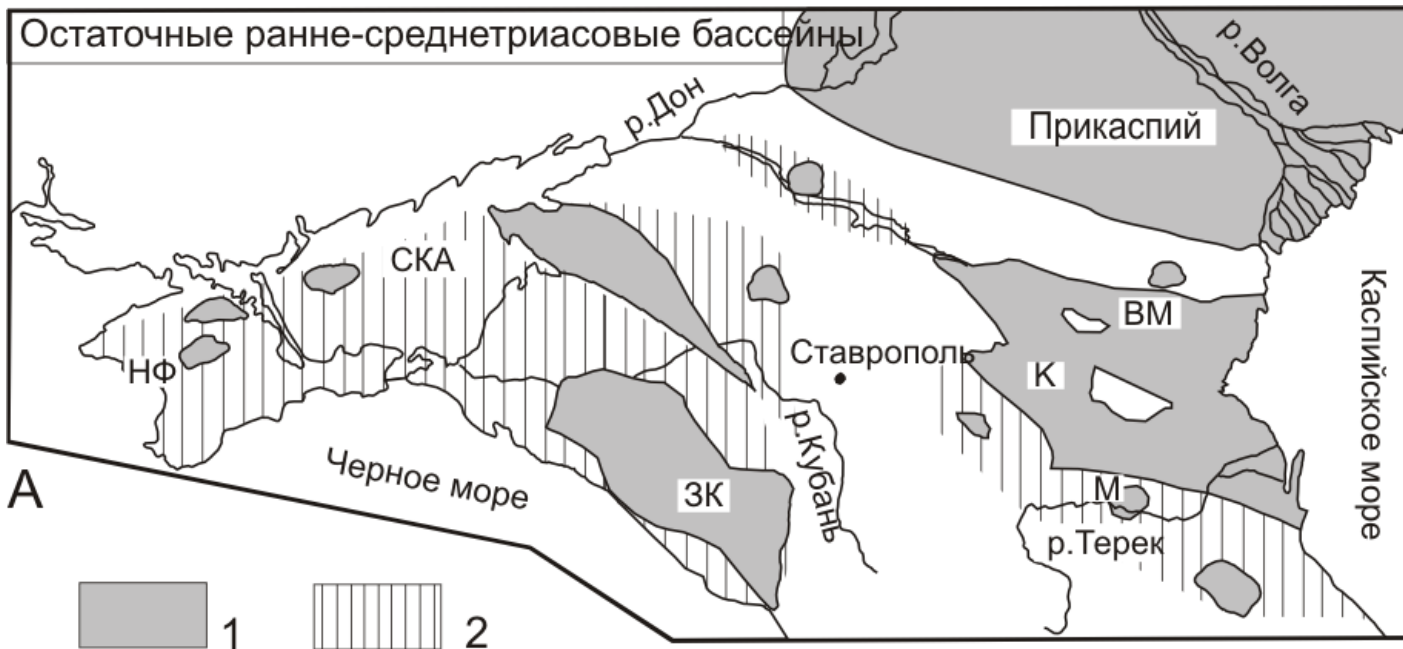 Остаточные ранне-среднетриасовые бассейны
р.Волга
р.Дон
Прикаспий
СКА
ВМ
Каспийское море
Ставрополь
НФ
К
р.Кубань
Черное море
А
ЗК
М
р.Терек
1
2